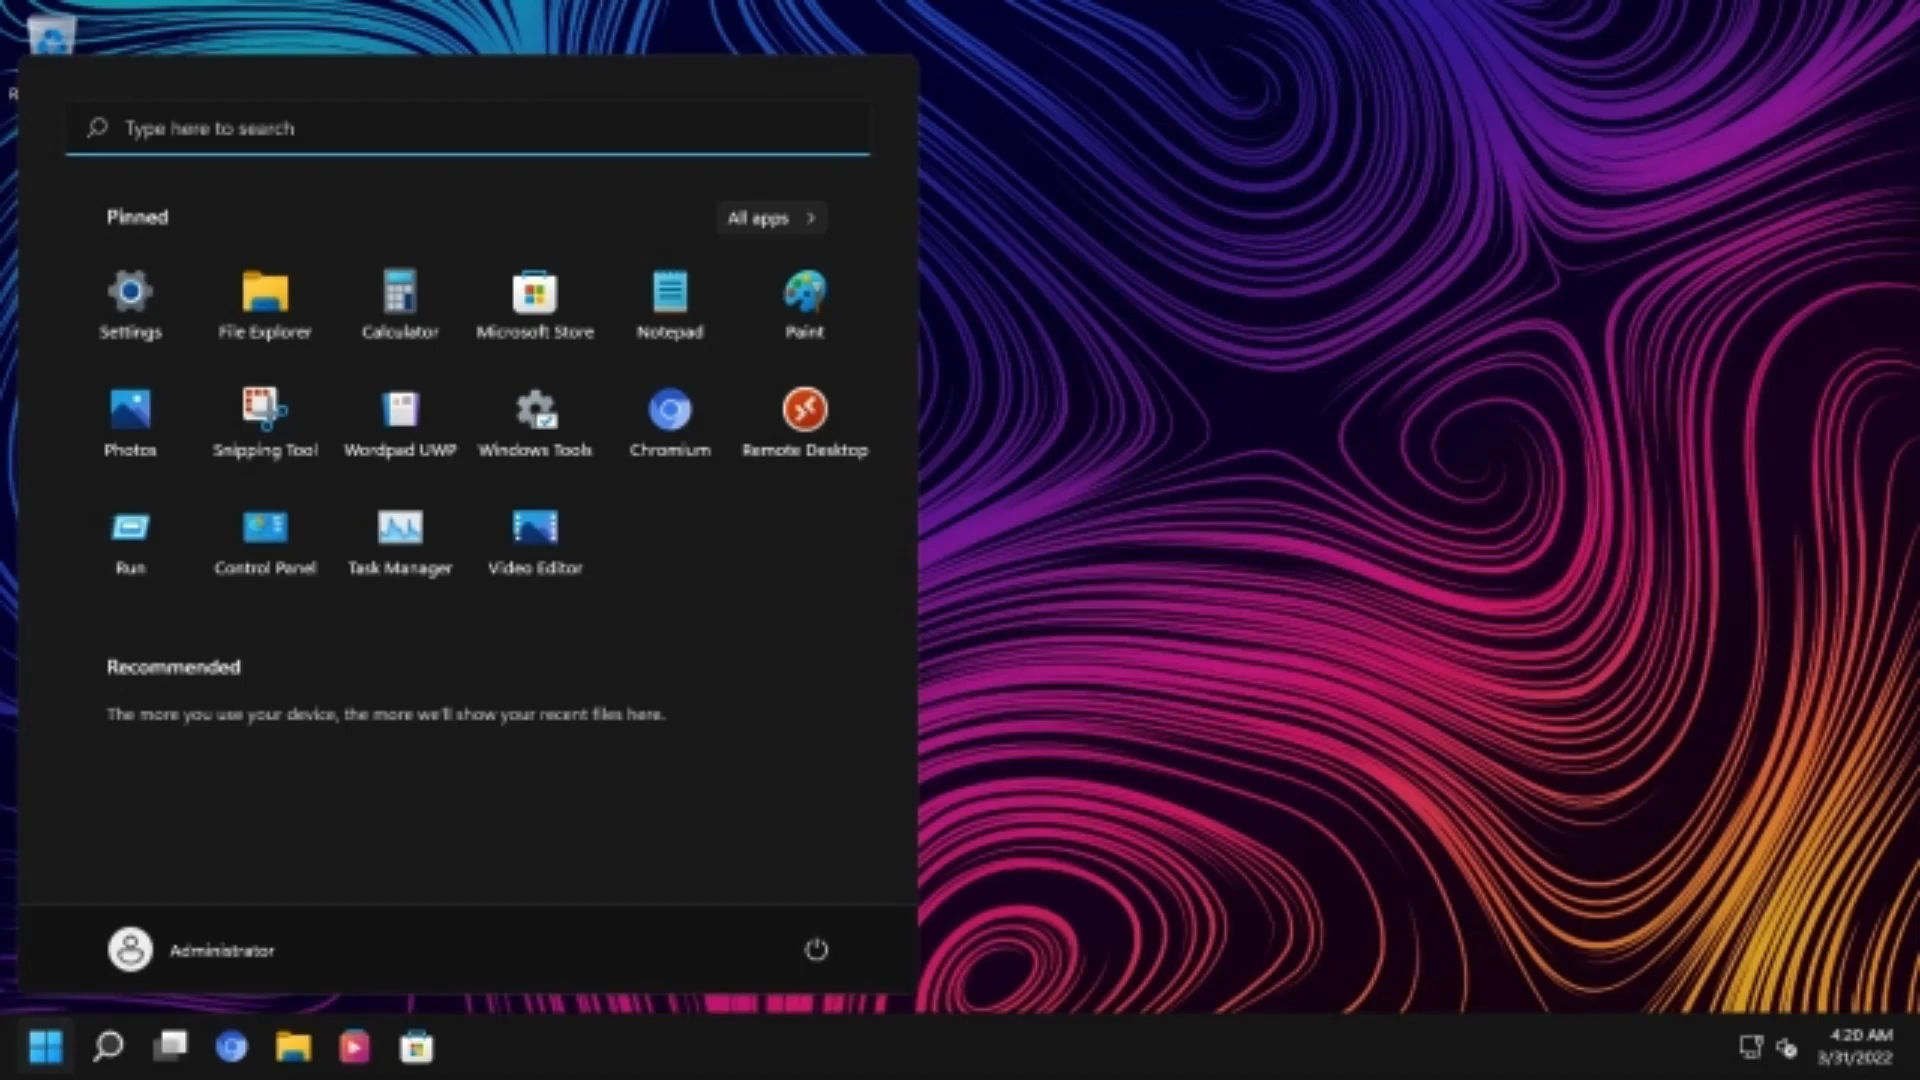 R
Type here to search
Pinned
All apps
Settings
File Explorer
Calculator
Microsoft Store
Notepad
Paint
Photos
Snipping Tool
Wordpad UWP
Windows Tools
Chromium
Remote Desktop
Run
Control Panel
Task Manager
Video Editor
Recommended
The more you use your device, the more we'll show your recent files here.
Administrator
4:20 AM
3/31/2022